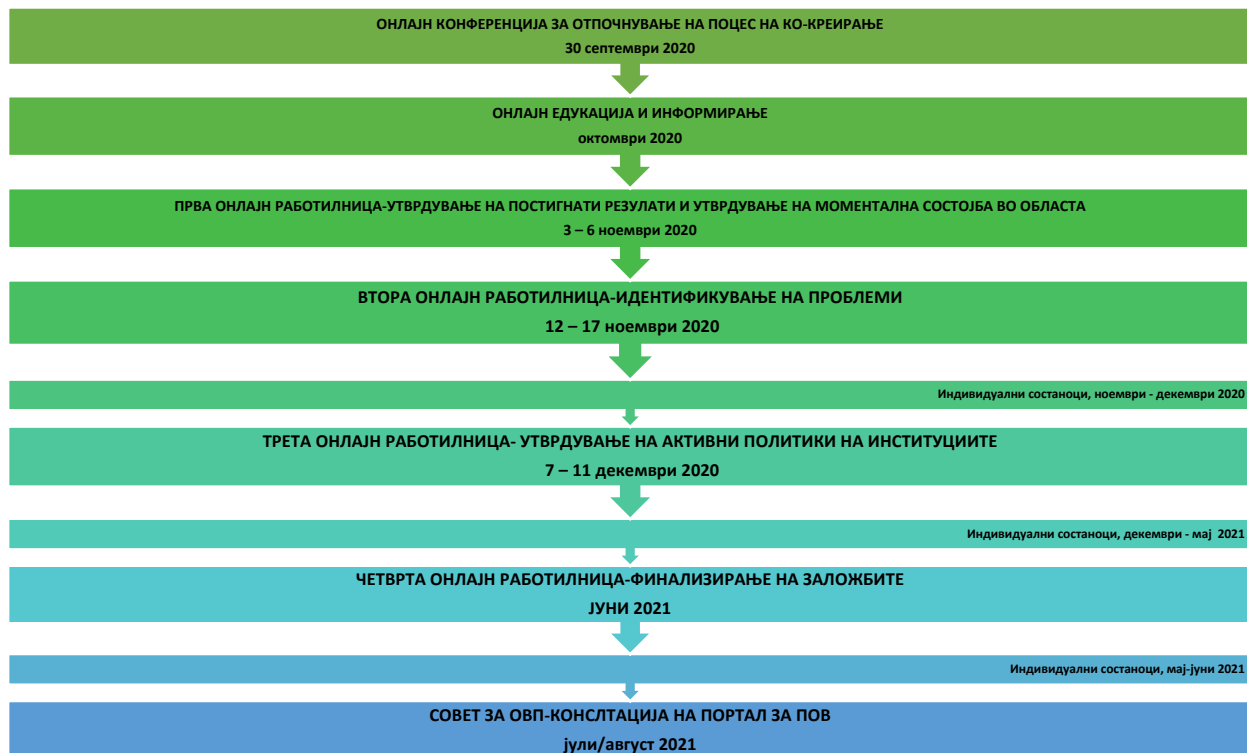 ОНЛАЈН КОНФЕРЕНЦИЈА ЗА ОТПОЧНУВАЊЕ НА ПОЦЕС НА КО-КРЕИРАЊЕ
30 септември 2020
ОНЛАЈН ЕДУКАЦИЈА И ИНФОРМИРАЊЕ
октомври 2020
ПРВА ОНЛАЈН РАБОТИЛНИЦА-УТВРДУВАЊЕ НА ПОСТИГНАТИ РЕЗУЛАТИ И УТВРДУВАЊЕ НА МОМЕНТАЛНА СОСТОЈБА ВО ОБЛАСТА
3 – 6 ноември 2020
ВТОРА ОНЛАЈН РАБОТИЛНИЦА-ИДЕНТИФИКУВАЊЕ НА ПРОБЛЕМИ
12 – 17 ноември 2020
Индивидуални состаноци, ноември - декември 2020
ТРЕТА ОНЛАЈН РАБОТИЛНИЦА- УТВРДУВАЊЕ НА АКТИВНИ ПОЛИТИКИ НА ИНСТИТУЦИИТЕ
7 – 11 декември 2020
Индивидуални состаноци, декември - мај 2021
ЧЕТВРТА ОНЛАЈН РАБОТИЛНИЦА-ФИНАЛИЗИРАЊЕ НА ЗАЛОЖБИТЕ
ЈУНИ 2021
Индивидуални состаноци, мај-јуни 2021
СОВЕТ ЗА ОВП-КОНСЛТАЦИЈА НА ПОРТАЛ ЗА ПОВ
јули/август 2021